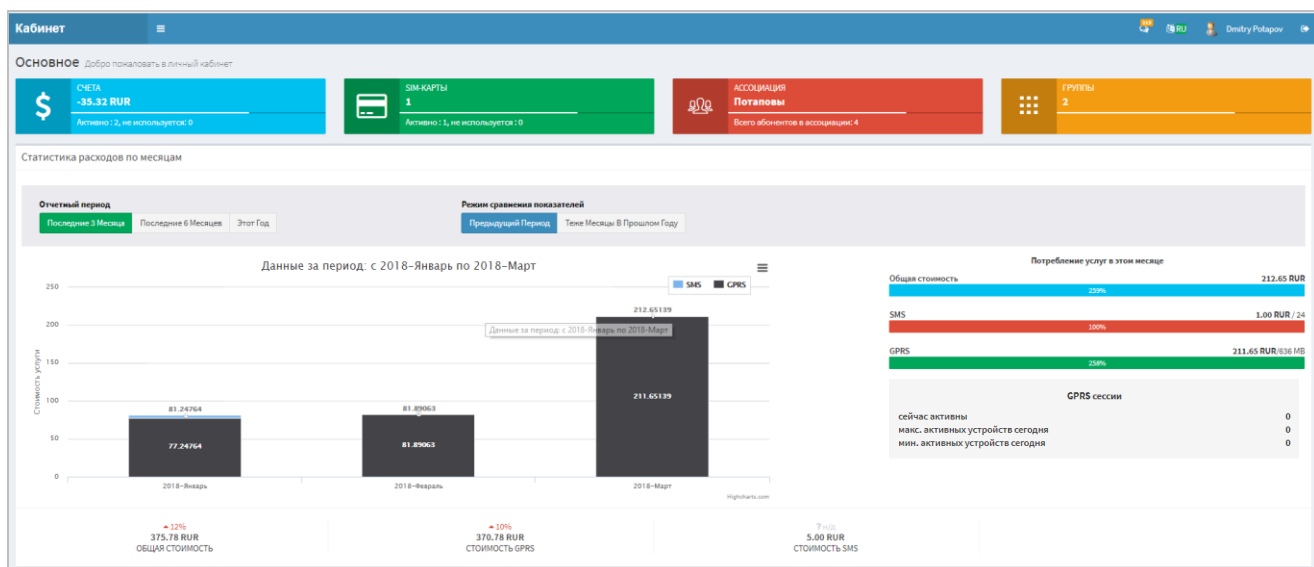 Кабинет
RU Dmitry Potapov
Основное Добро пожаловать в личный кабинет
СЧЕТА
-35.32 RUR
Активно : 2, не используется: 0
SIM-КАРТЫ
1
Активно : 1, не используется : 0
АССОЦИАЦИЯ
Потаповы
Всего абонентов в ассоциации: 4
ГРУППЫ
2
Статистика расходов по месяцам
Отчетный период
Последние 3 Месяца Последние 6 Месяцев Этот Год
Режим сравнения показателей
Предыдущий Период Теже Месяцы В Прошлом Году
Данные за период: с 2018-Январь по 2018-Март
SMS GPRS
Стоимость услуги
250
200
150
100
50
0
81.24764
77.24764
81.89063
81.89063
212.65139
211.65139
Данные за период: с 2018-Январь по 2018-Март
2018-Январь 2018-Февраль 2018-Март
Highcharts.com
Потребление услуг в этом месяце
Общая стоимость 212.65 RUR
259%
SMS 1.00 RUR / 24
100%
GPRS 211.65 RUR/636 MB
258%
GPRS сессии
сейчас активны 0
макс. активных устройств сегодня 0
мин. активных устройств сегодня 0
12%
375.78 RUR
ОБЩАЯ СТОИМОСТЬ
10%
370.78 RUR
СТОИМОСТЬ GPRS
? н/д
5.00 RUR
СТОИМОСТЬ SMS